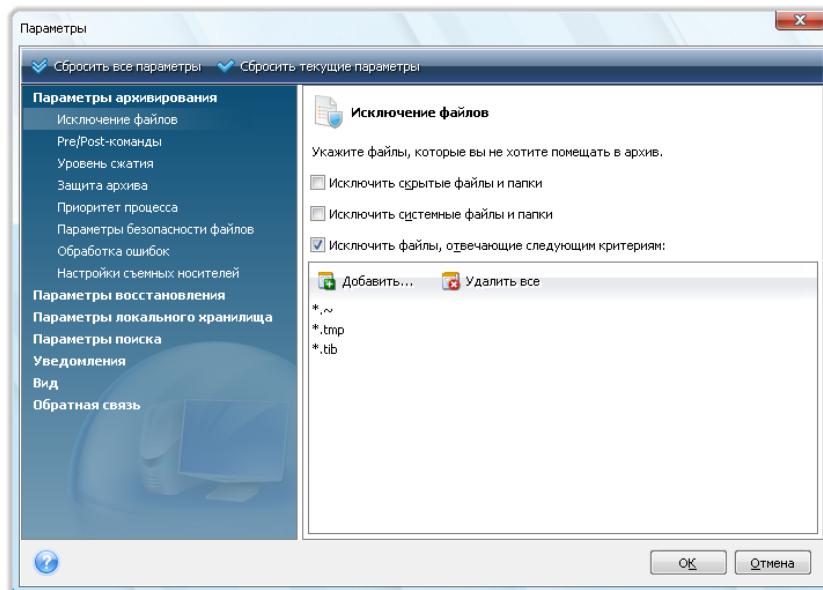 Параметры
Сбросить все параметры Сбросить текущие параметры
Параметры архивирования
Исключение файлов
Pre/Post-команды
Уровень сжатия
Защита архива
Приоритет процесса
Параметры безопасности файлов
Обработка ошибок
Настройки съемных носителей
Параметры восстановления
Параметры локального хранилища
Параметры поиска
Уведомления
Вид
Обратная связь
Исключение файлов
Укажите файлы, которые вы не хотите помещать в архив.
Исключить скрытые файлы и папки
Исключить системные файлы и папки
Исключить файлы, отвечающие следующим критериям:
Добавить... Удалить все
*.~
*.tmp
*.tib
OK Отмена